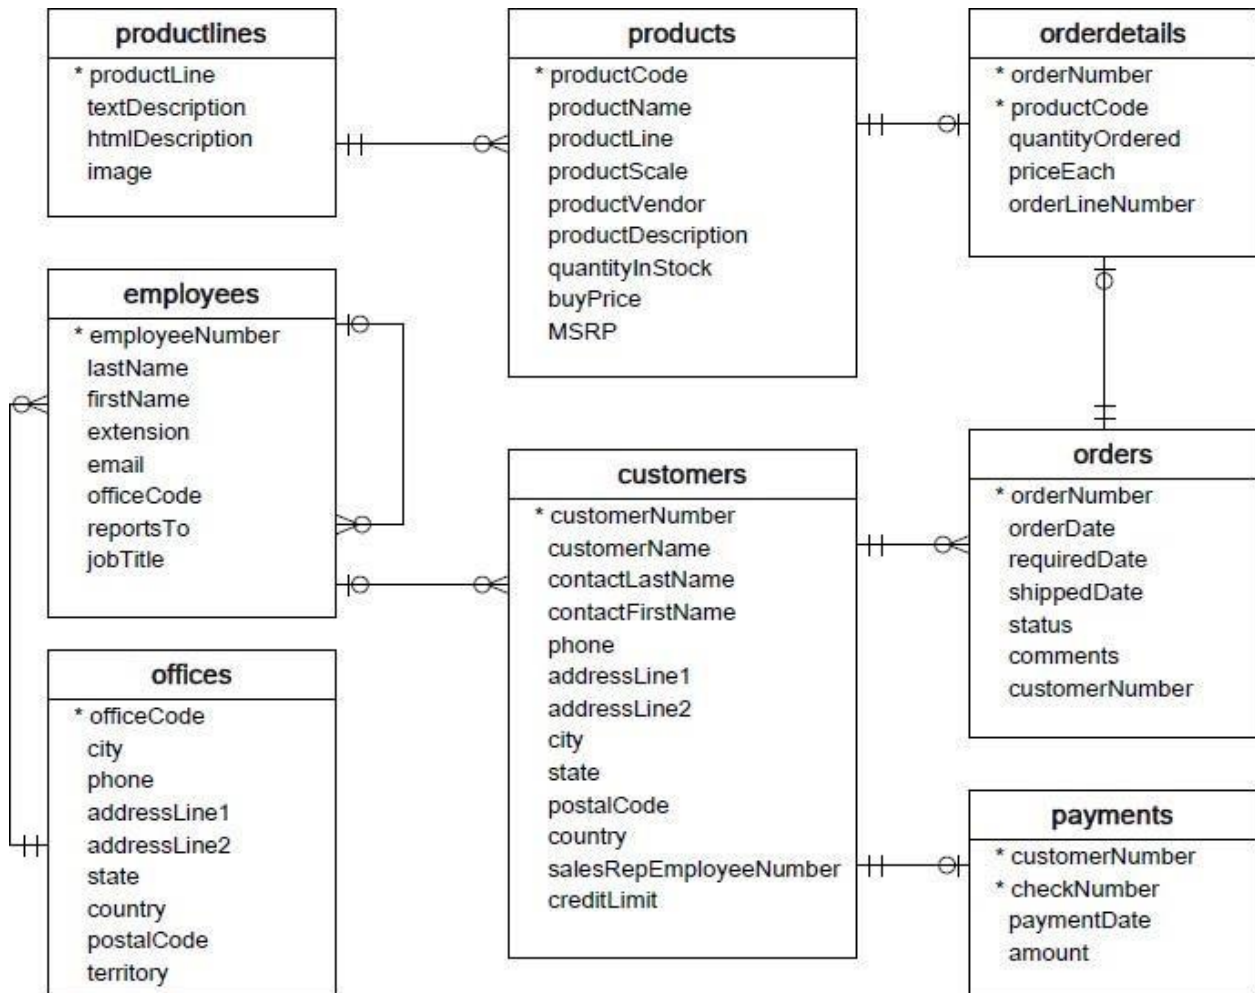 productlines
* productLine
textDescription
htmlDescription
image
products
* productCode
productName
productLine
productScale
productVendor
productDescription
quantityInStock
buyPrice
MSRP
orderdetails
* orderNumber
* productCode
quantityOrdered
priceEach
orderLineNumber
employees
* employeeNumber
lastName
firstName
extension
email
officeCode
reportsTo
jobTitle
customers
* customerNumber
customerName
contactLastName
contactFirstName
phone
addressLine1
addressLine2
city
state
postalCode
country
salesRepEmployeeNumber
creditLimit
orders
* orderNumber
orderDate
requiredDate
shippedDate
status
comments
customerNumber
offices
* officeCode
city
phone
addressLine1
addressLine2
state
country
postalCode
territory
payments
* customerNumber
* checkNumber
paymentDate
amount